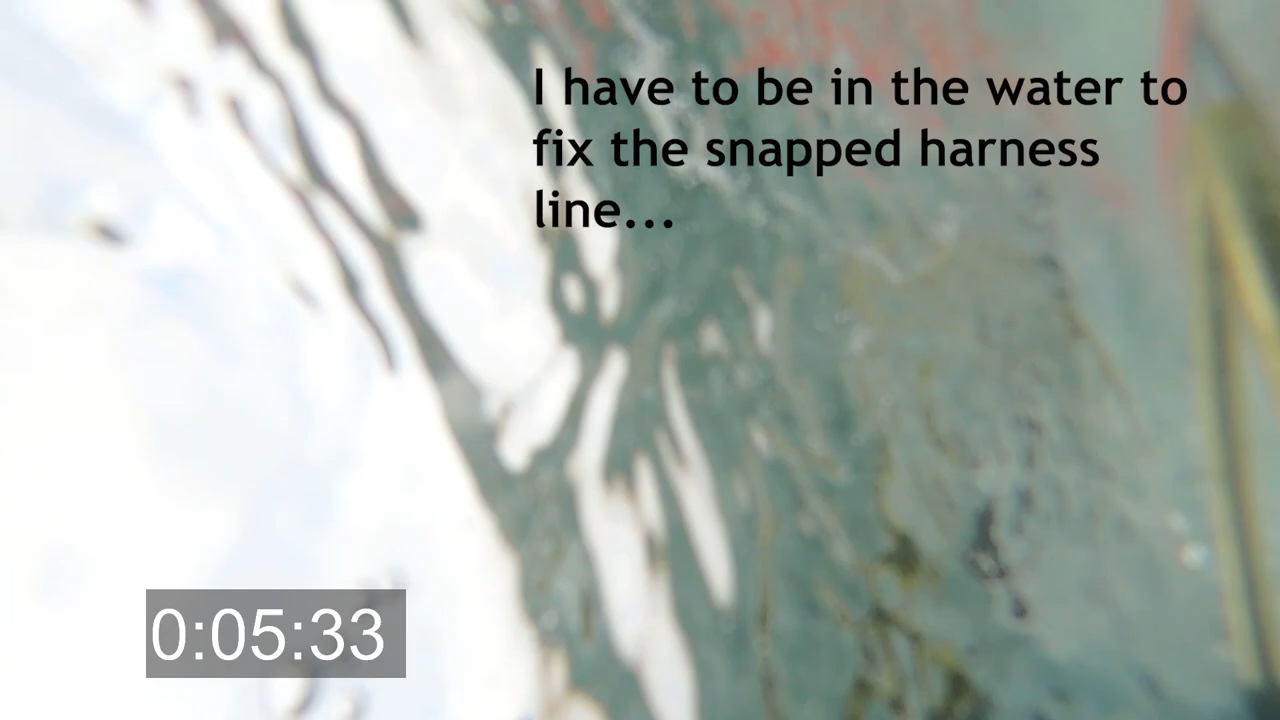 I have to be in the water to
fix the snapped harness
line...
0:05:33